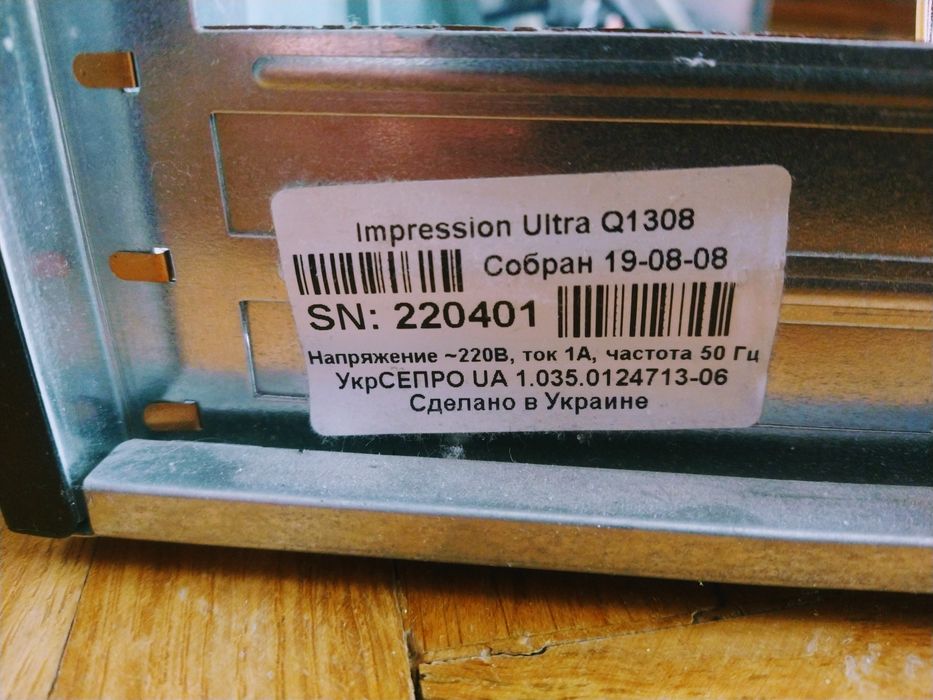 Impression Ultra Q1308
Собран 19-08-08
SN: 220401
Напряжение ~220В, ток 1А, частота 50 Гц
УкрСЕПРО UA 1.035.0124713-06
Сделано в Украине